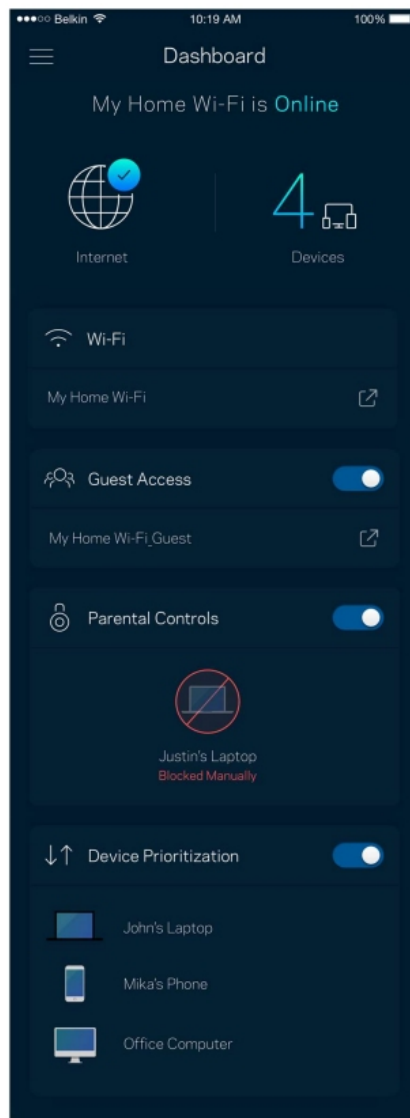 Belkin 10:19 AM 100%
Dashboard
My Home Wi-Fi is Online
4
Internet Devices
Wi-Fi
My Home Wi-Fi
Guest Access
My Home Wi-Fi_Guest
Parental Controls
Justin's Laptop
Blocked Manually
Device Prioritization
John's Laptop
Mika's Phone
Office Computer